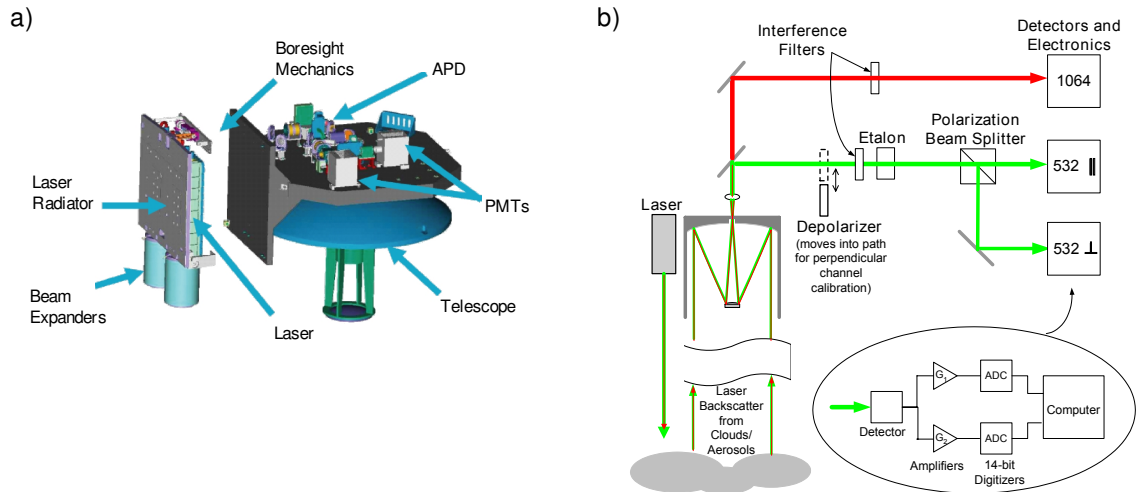 a)
Boresight
Mechanics
APD
Laser
Radiator
PMTs
Beam
Expanders
Laser
Telescope
b)
Interference
Filters
Detectors and
Electronics
1064
Etalon
Polarization
Beam Splitter
532 ||
Laser
Depolarizer
(moves into path
for perpendicular
channel
calibration)
532 ⊥
Laser
Backscatter
from
Clouds/
Aerosols
Detector
G1
ADC
Computer
G2
ADC
Amplifiers
14-bit
Digitizers